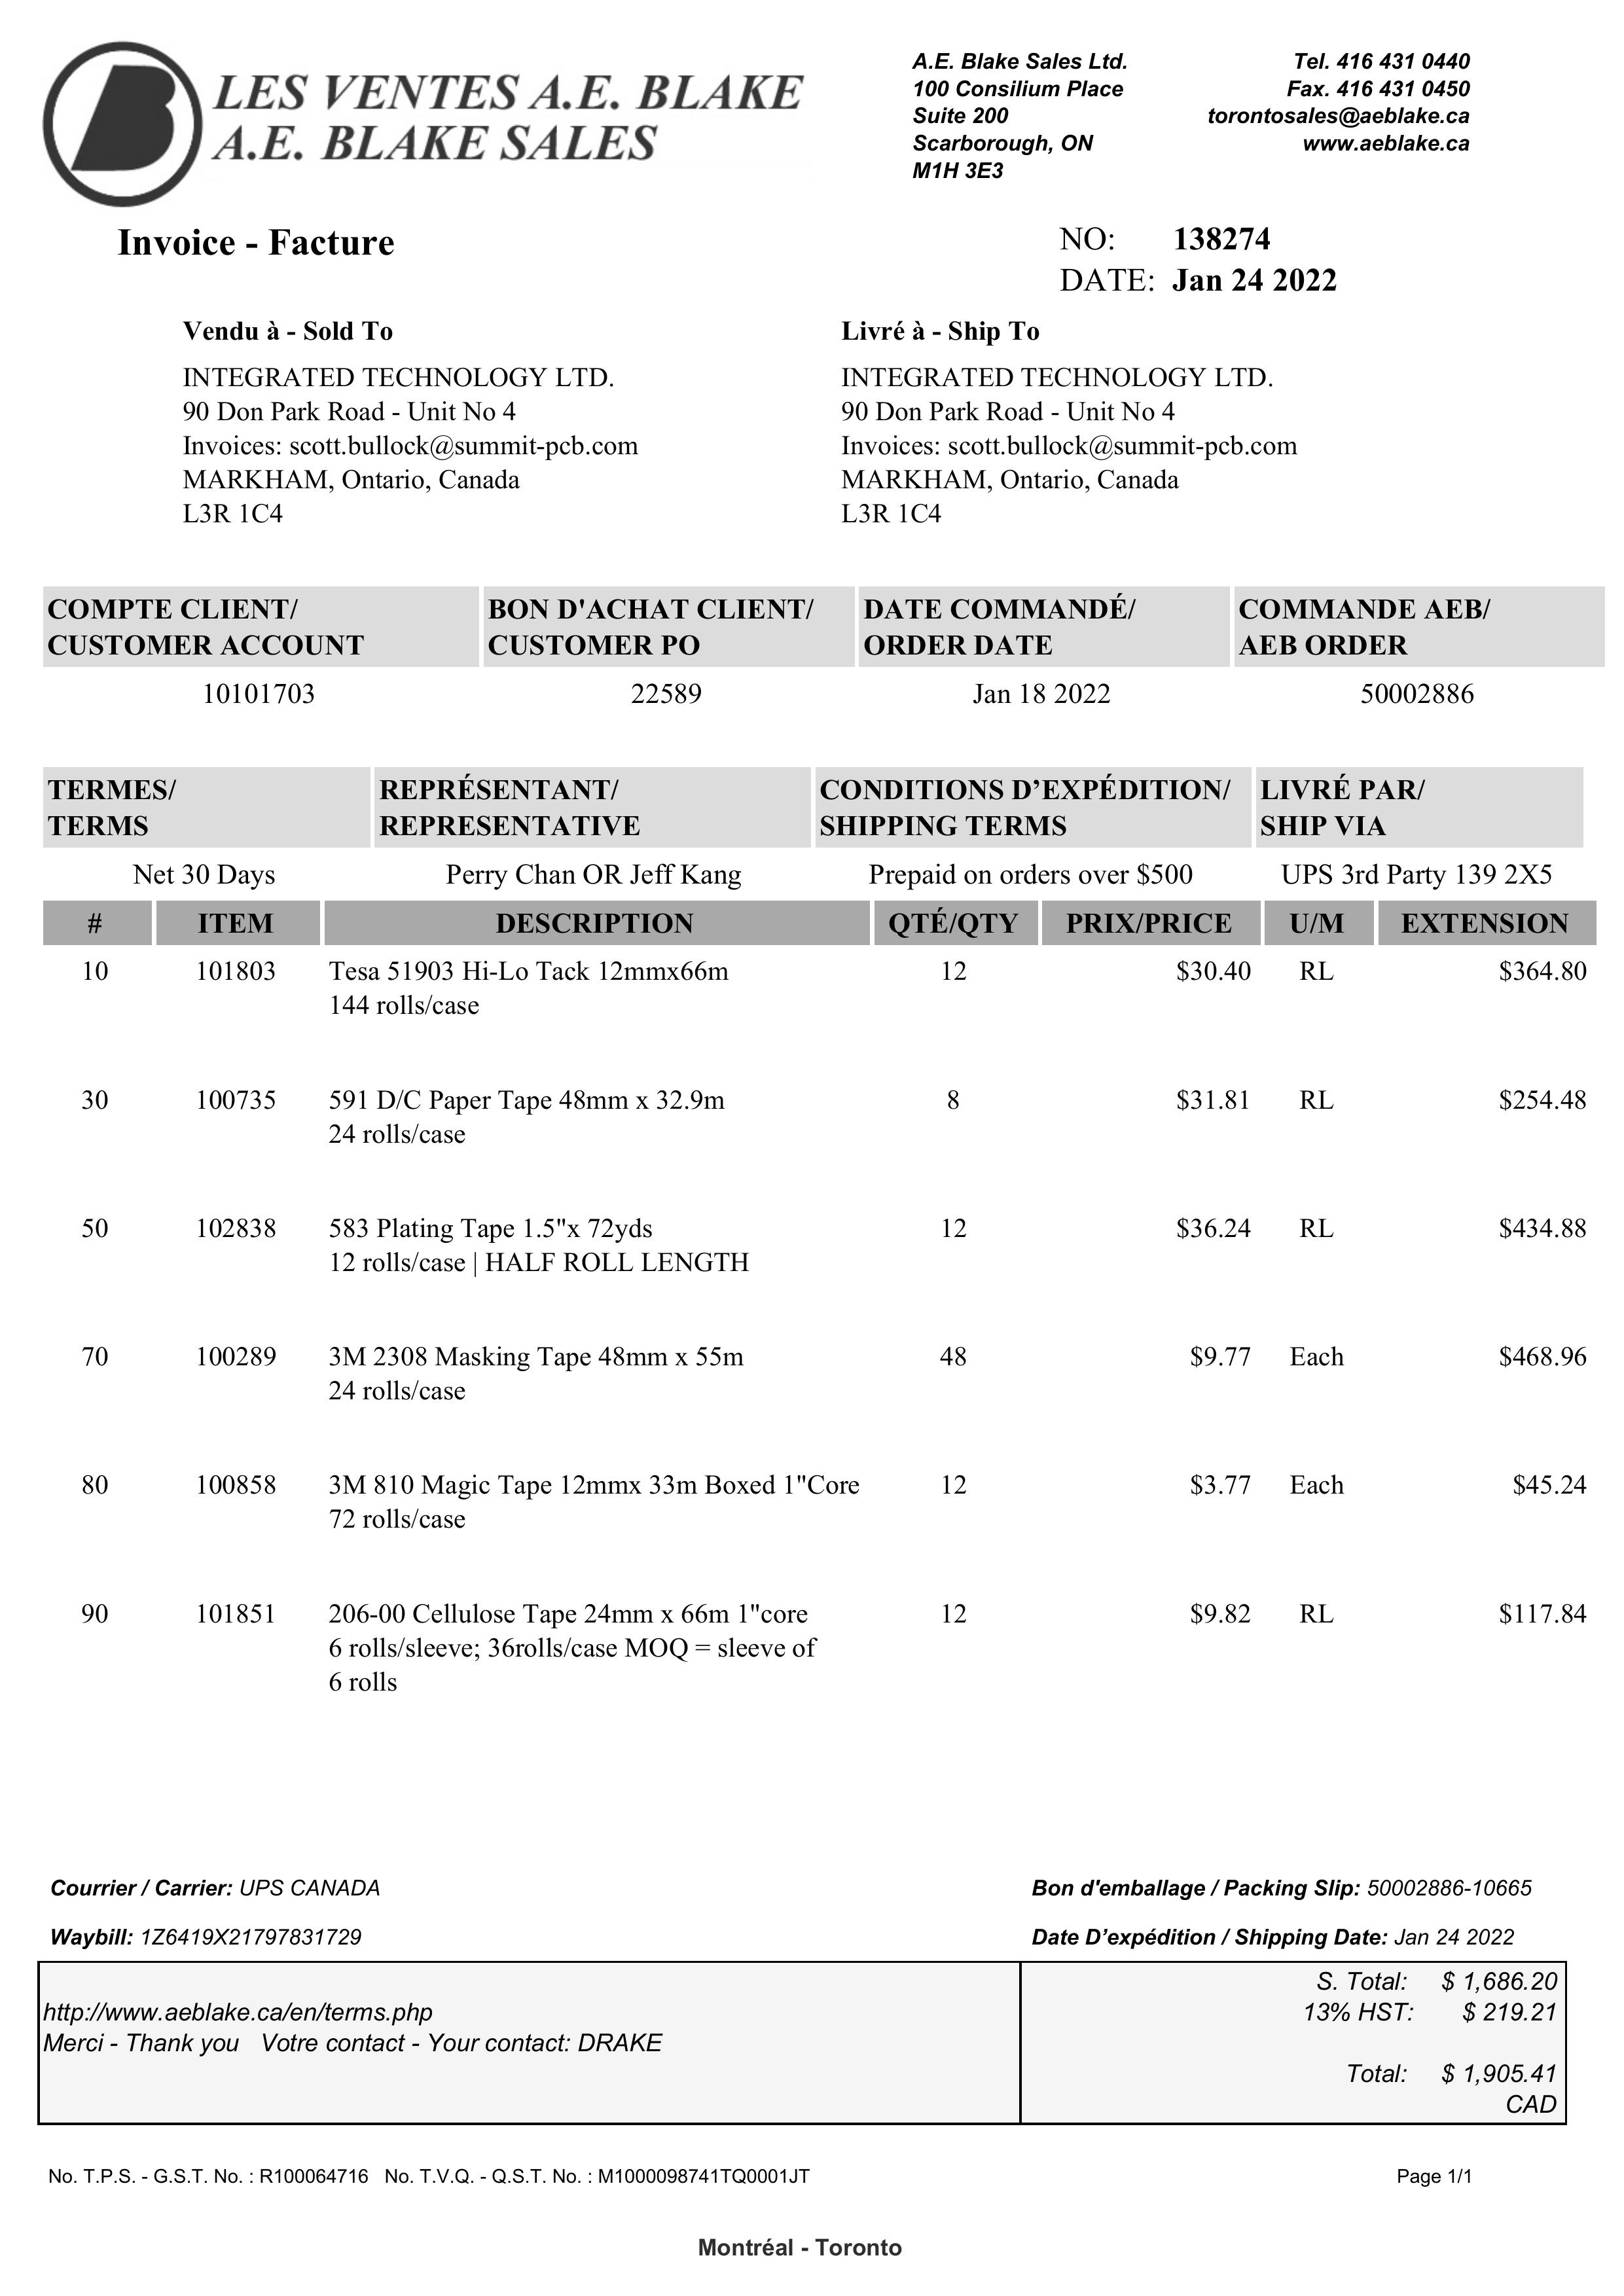 LES VENTES A.E. BLAKE
A.E. BLAKE SALES
A.E. Blake Sales Ltd.
100 Consilium Place
Suite 200
Scarborough, ON
M1H 3E3
Tel. 416 431 0440
Fax. 416 431 0450
torontosales@aeblake.ca
www.aeblake.ca
Invoice - Facture
NO: 138274
DATE: Jan 24 2022
Vendu à - Sold To
INTEGRATED TECHNOLOGY LTD.
90 Don Park Road - Unit No 4
Invoices: scott.bullock@summit-pcb.com
MARKHAM, Ontario, Canada
L3R 1C4
Livré à - Ship To
INTEGRATED TECHNOLOGY LTD.
90 Don Park Road - Unit No 4
Invoices: scott.bullock@summit-pcb.com
MARKHAM, Ontario, Canada
L3R 1C4
COMPTE CLIENT/ BON D'ACHAT CLIENT/ DATE COMMANDÉ/ COMMANDE AEB/
CUSTOMER ACCOUNT CUSTOMER PO ORDER DATE AEB ORDER
10101703 22589 Jan 18 2022 50002886
TERMES/ REPRÉSENTANT/ CONDITIONS D’EXPÉDITION/ LIVRÉ PAR/
TERMS REPRESENTATIVE SHIPPING TERMS SHIP VIA
Net 30 Days Perry Chan OR Jeff Kang Prepaid on orders over $500 UPS 3rd Party 139 2X5
# ITEM DESCRIPTION QTÉ/QTY PRIX/PRICE U/M EXTENSION
10 101803 Tesa 51903 Hi-Lo Tack 12mmx66m 12 $30.40 RL $364.80
144 rolls/case
30 100735 591 D/C Paper Tape 48mm x 32.9m 8 $31.81 RL $254.48
24 rolls/case
50 102838 583 Plating Tape 1.5"x 72yds 12 $36.24 RL $434.88
12 rolls/case | HALF ROLL LENGTH
70 100289 3M 2308 Masking Tape 48mm x 55m 48 $9.77 Each $468.96
24 rolls/case
80 100858 3M 810 Magic Tape 12mmx 33m Boxed 1"Core 12 $3.77 Each $45.24
72 rolls/case
90 101851 206-00 Cellulose Tape 24mm x 66m 1"core 12 $9.82 RL $117.84
6 rolls/sleeve; 36rolls/case MOQ = sleeve of
6 rolls
Courrier / Carrier: UPS CANADA Bon d'emballage / Packing Slip: 50002886-10665
Waybill: 1Z6419X21797831729 Date D’expédition / Shipping Date: Jan 24 2022
S. Total: $ 1,686.20
http://www.aeblake.ca/en/terms.php 13% HST: $ 219.21
Merci - Thank you Votre contact - Your contact: DRAKE
Total: $ 1,905.41
CAD
No. T.P.S. - G.S.T. No. : R100064716 No. T.V.Q. - Q.S.T. No. : M1000098741TQ0001JT Page 1/1
Montréal - Toronto